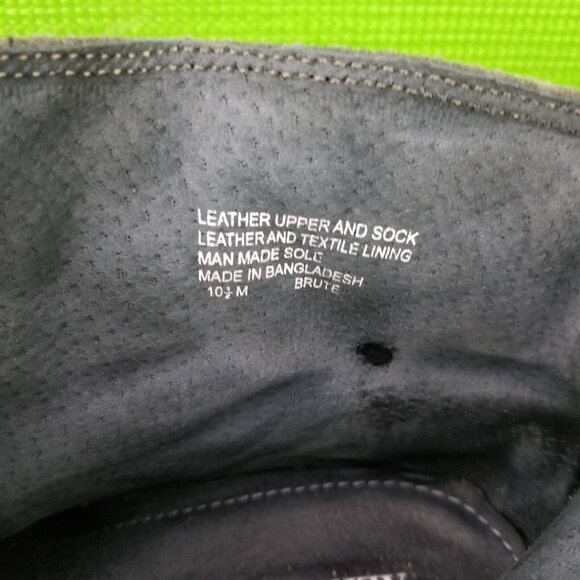 LEATHER UPPER AND SOCK
LEATHER AND TEXTILE LINING
MAN MADE SOLE
MADE IN BANGLADESH
10½ M BRUTE